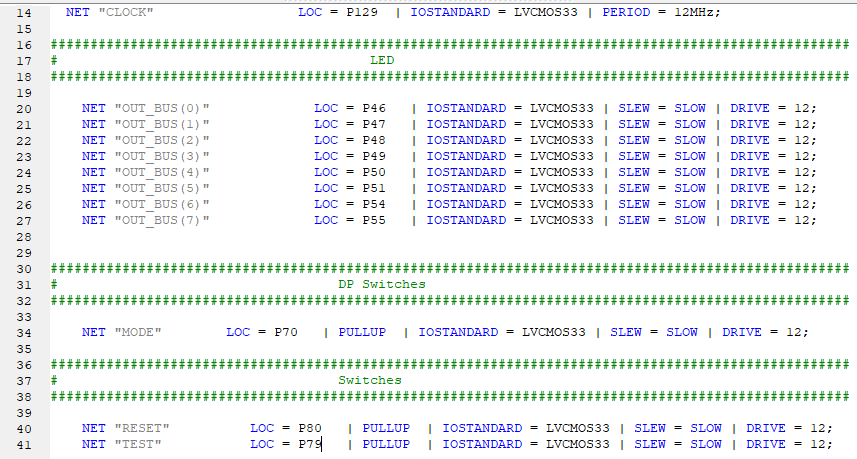 14 NET "CLOCK" LOC = P129 | IOSTANDARD = LVCMOS33 | PERIOD = 12MHz;
15
16 ####################################################################################################
17 # LED
18 ####################################################################################################
19
20 NET "OUT_BUS(0)" LOC = P46 | IOSTANDARD = LVCMOS33 | SLEW = SLOW | DRIVE = 12;
21 NET "OUT_BUS(1)" LOC = P47 | IOSTANDARD = LVCMOS33 | SLEW = SLOW | DRIVE = 12;
22 NET "OUT_BUS(2)" LOC = P48 | IOSTANDARD = LVCMOS33 | SLEW = SLOW | DRIVE = 12;
23 NET "OUT_BUS(3)" LOC = P49 | IOSTANDARD = LVCMOS33 | SLEW = SLOW | DRIVE = 12;
24 NET "OUT_BUS(4)" LOC = P50 | IOSTANDARD = LVCMOS33 | SLEW = SLOW | DRIVE = 12;
25 NET "OUT_BUS(5)" LOC = P51 | IOSTANDARD = LVCMOS33 | SLEW = SLOW | DRIVE = 12;
26 NET "OUT_BUS(6)" LOC = P54 | IOSTANDARD = LVCMOS33 | SLEW = SLOW | DRIVE = 12;
27 NET "OUT_BUS(7)" LOC = P55 | IOSTANDARD = LVCMOS33 | SLEW = SLOW | DRIVE = 12;
28
29
30 ####################################################################################################
31 # DP Switches
32 ####################################################################################################
33
34 NET "MODE" LOC = P70 | PULLUP | IOSTANDARD = LVCMOS33 | SLEW = SLOW | DRIVE = 12;
35
36 ####################################################################################################
37 # Switches
38 ####################################################################################################
39
40 NET "RESET" LOC = P80 | PULLUP | IOSTANDARD = LVCMOS33 | SLEW = SLOW | DRIVE = 12;
41 NET "TEST" LOC = P79 | PULLUP | IOSTANDARD = LVCMOS33 | SLEW = SLOW | DRIVE = 12;